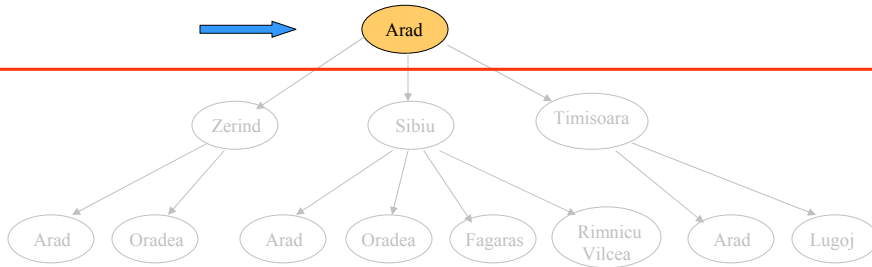 Arad
Zerind
Sibiu
Timisoara
Arad
Oradea
Arad
Oradea
Fagaras
Rimnicu
Vilcea
Arad
Lugoj